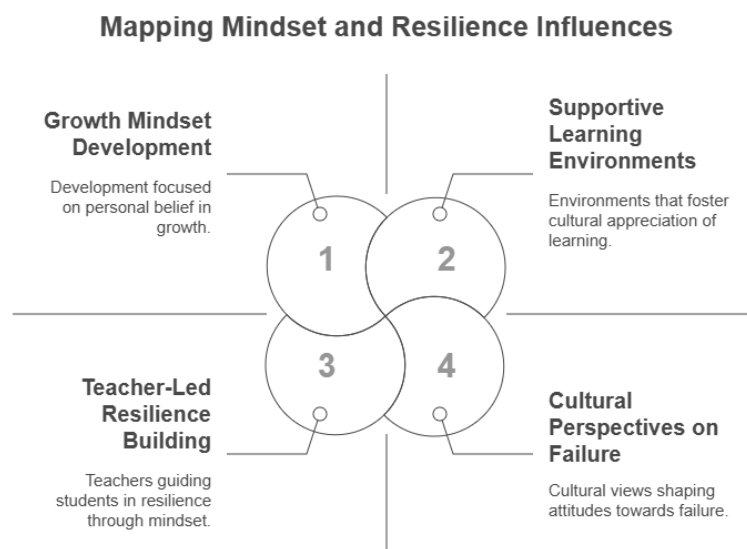 Mapping Mindset and Resilience Influences
Growth Mindset
Development
Development focused
on personal belief in
growth.
Supportive
Learning
Environments
Environments that foster
cultural appreciation of
learning.
1
2
3
4
Teacher-Led
Resilience
Building
Teachers guiding
students in resilience
through mindset.
Cultural
Perspectives on
Failure
Cultural views shaping
attitudes towards failure.